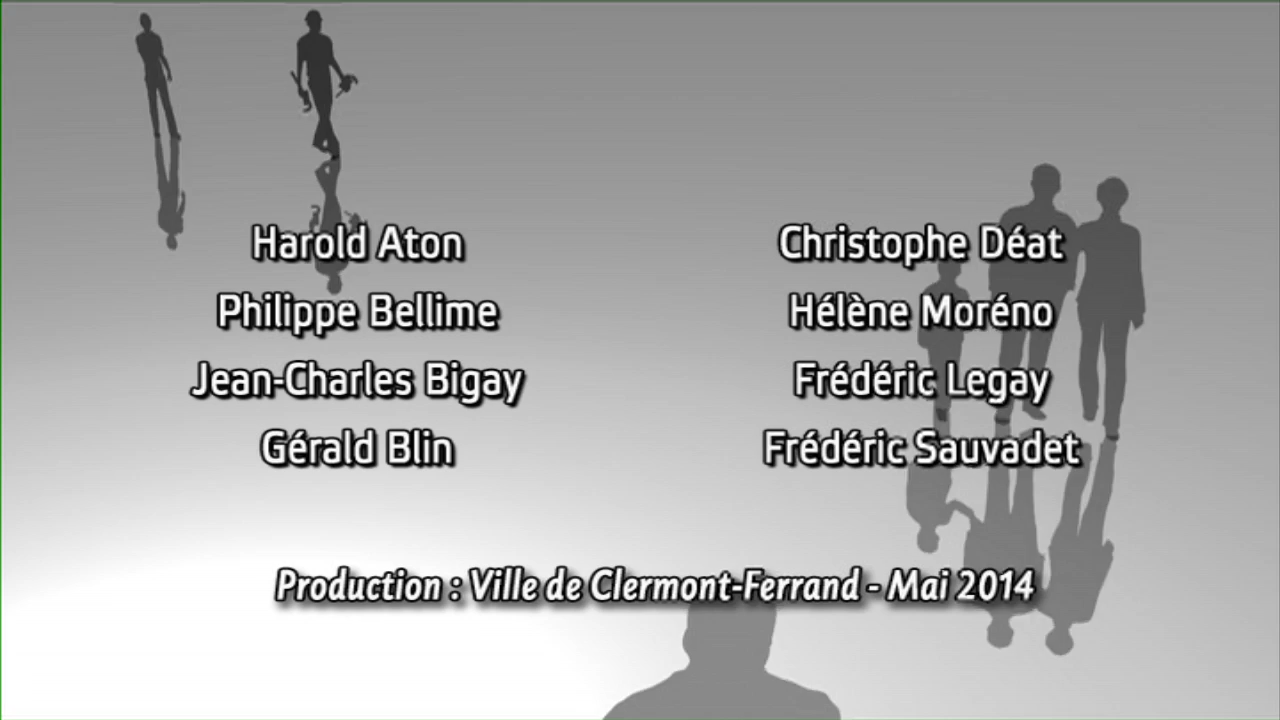 Harold Aton
Philippe Bellime
Jean-Charles Bigay
Gérald Blin
Christophe Déat
Hélène Moréno
Frédéric Legay
Frédéric Sauvadet
Production : Ville de Clermont-Ferrand - Mai 2014